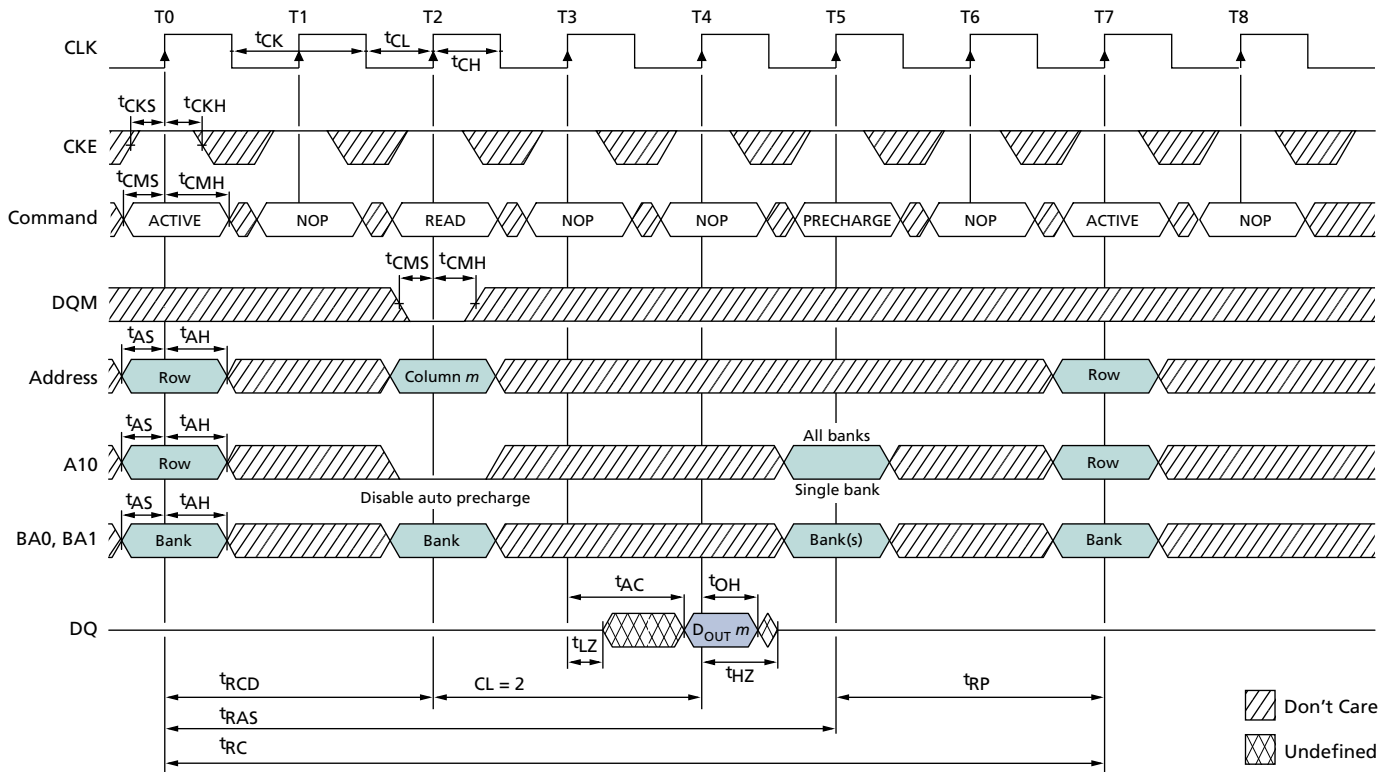 T0 T1 T2 T3 T4 T5 T6 T7 T8
CLK
tCK tCL
tCH
tCKS tCKH
CKE
tCMS tCMH
Command ACTIVE NOP READ NOP NOP PRECHARGE NOP ACTIVE NOP
tCMS tCMH
DQM
tAS tAH
Address Row Column m Row
tAS tAH
All banks
A10 Row Row
Disable auto precharge Single bank
tAS tAH
BA0, BA1 Bank Bank Bank(s) Bank
tAC tOH
DQ DOUT m
tLZ tHZ
tRCD CL = 2 tRP
tRAS
tRC
Don't Care
Undefined